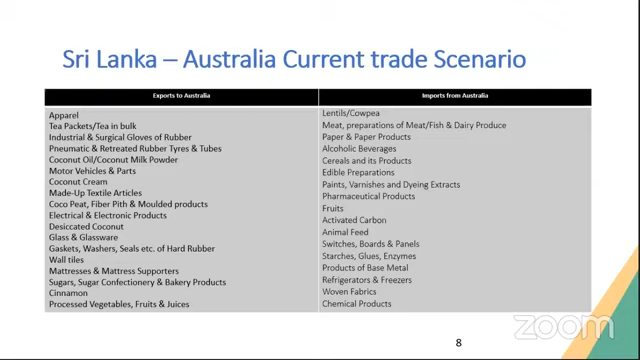 Sri Lanka – Australia Current trade Scenario
Exports to Australia
Apparel
Tea Packets/Tea in bulk
Industrial & Surgical Gloves of Rubber
Pneumatic & Retreated Rubber Tyres & Tubes
Coconut Oil/Coconut Milk Powder
Motor Vehicles & Parts
Coconut Cream
Made-Up Textile Articles
Coco Peat, Fiber Pith & Moulded products
Electrical & Electronic Products
Desiccated Coconut
Glass & Glassware
Gaskets, Washers, Seals etc. of Hard Rubber
Wall tiles
Mattresses & Mattress Supporters
Sugars, Sugar Confectionery & Bakery Products
Cinnamon
Processed Vegetables, Fruits & Juices
Imports from Australia
Lentils/Cowpea
Meat, preparations of Meat/Fish & Dairy Produce
Paper & Paper Products
Alcoholic Beverages
Cereals and its Products
Edible Preparations
Paints, Varnishes and Dyeing Extracts
Pharmaceutical Products
Fruits
Activated Carbon
Animal Feed
Switches, Boards & Panels
Starches, Glues, Enzymes
Products of Base Metal
Refrigerators & Freezers
Woven Fabrics
Chemical Products
zoom
8